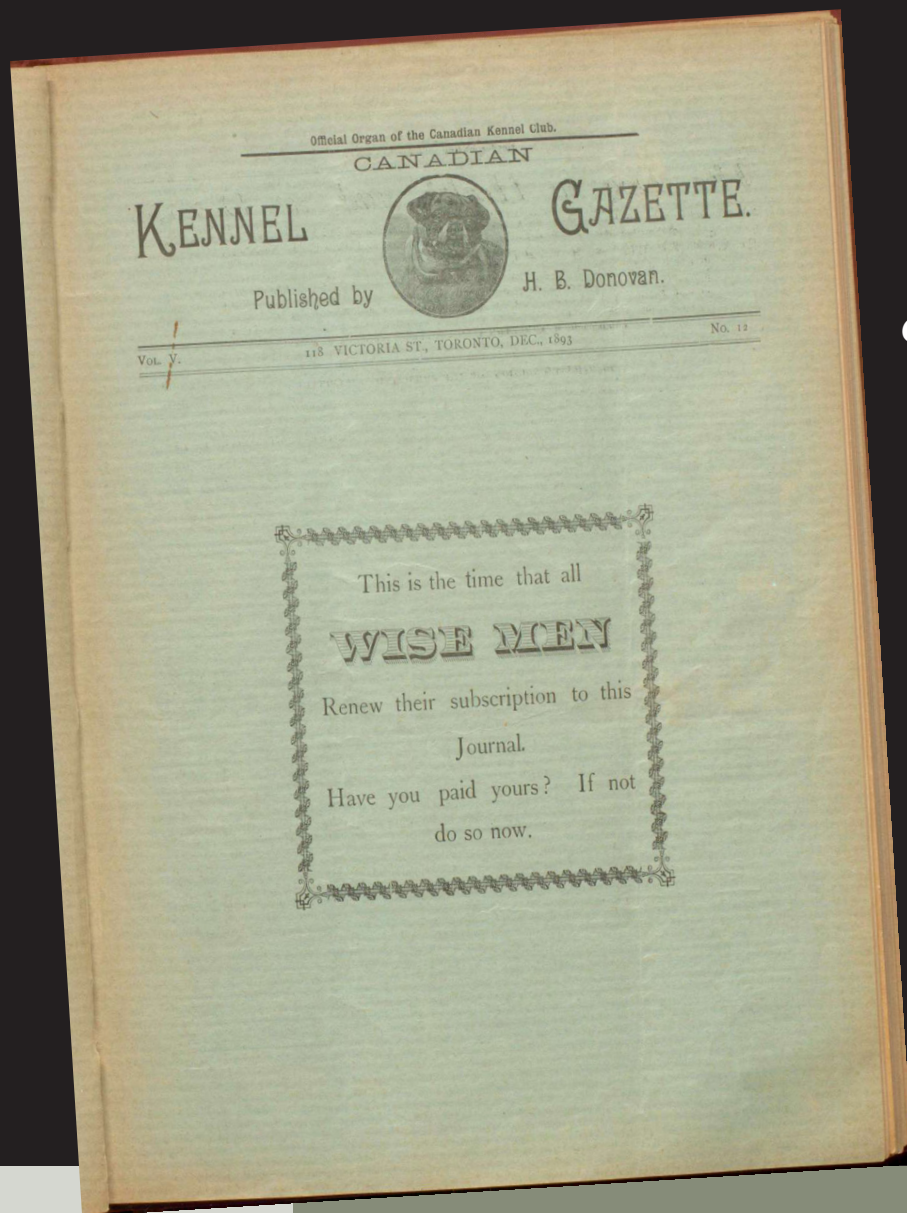 Official Organ of the Canadian Kennel Club.
CANADIAN
KENNEL GAZETTE.
Published by H. B. Donovan.
VOL. V. 118 VICTORIA ST., TORONTO, DEC., 1893 No. 12
This is the time that all
WISE MEN
Renew their subscription to this
Journal.
Have you paid yours? If not
do so now.